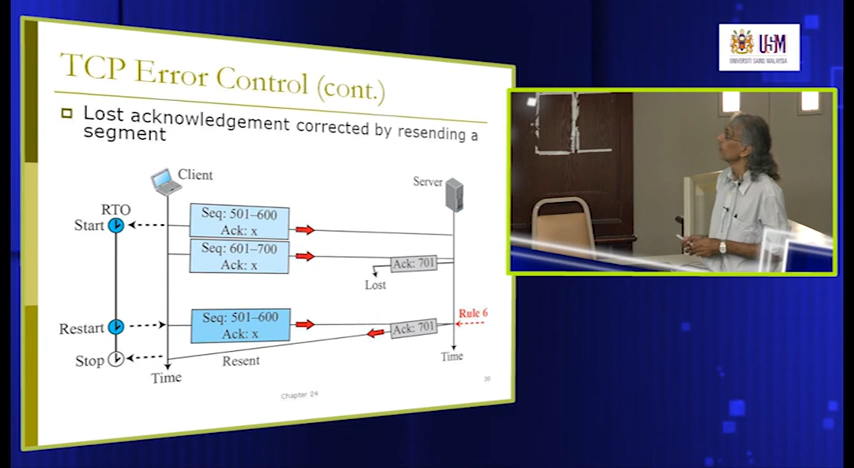 USM
UNIVERSITI SAINS MALAYSIA
TCP Error Control (cont.)
Lost acknowledgement corrected by resending a
segment
Client
Server
RTO
Start
Seq: 501–600
Ack: x
Seq: 601–700
Ack: x
Ack: 701
Lost
Restart
Seq: 501–600
Ack: x
Ack: 701
Rule 6
Stop
Resent
Time
Time
Chapter 24